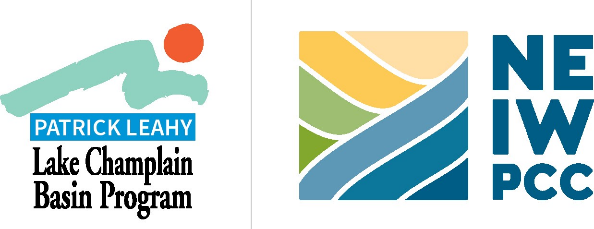 PATRICK LEAHY
Lake Champlain
Basin Program
NE
IW
PCC